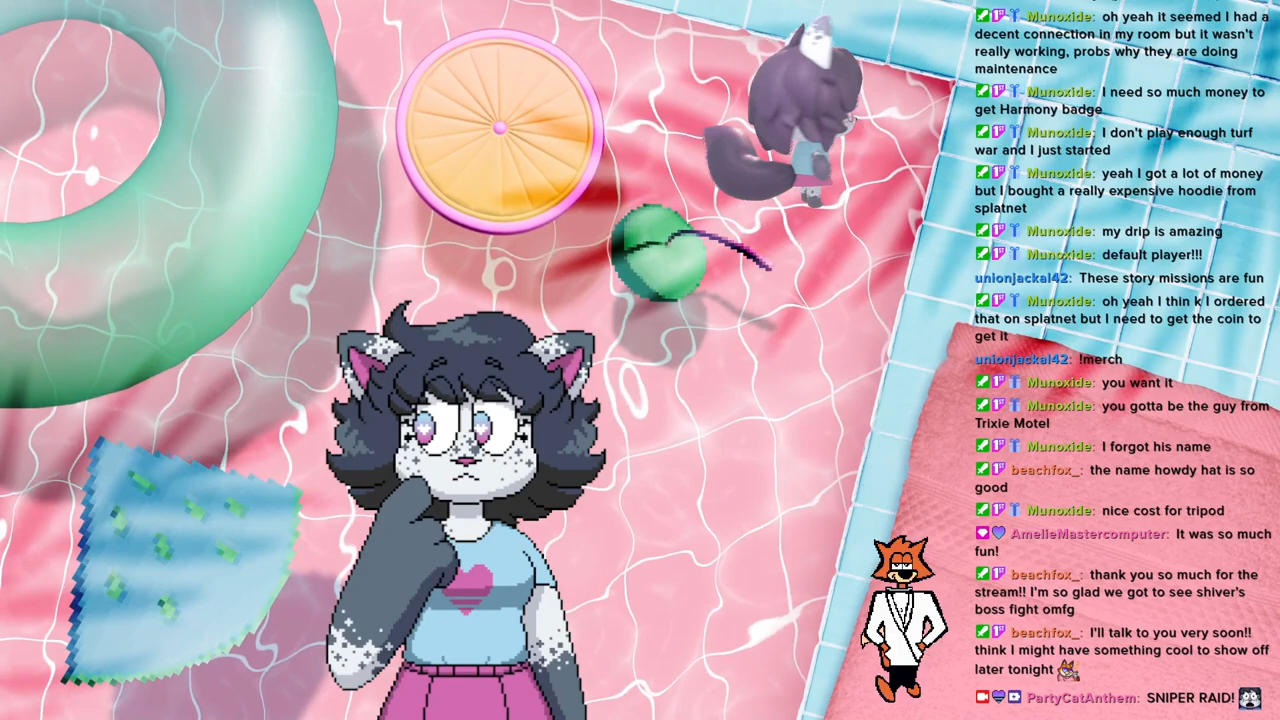 Munoxide: oh yeah it seemed I had a
decent connection in my room but it wasn't
really working, probs why they are doing
maintenance
Munoxide: I need so much money to
get Harmony badge
Munoxide: I don't play enough turf
war and I just started
Munoxide: yeah I got a lot of money
but I bought a really expensive hoodie from
splatnet
Munoxide: my drip is amazing
Munoxide: default player!!!
unionjackal42: These story missions are fun
Munoxide: oh yeah I thin k I ordered
that on splatnet but I need to get the coin to
get it
unionjackal42: !merch
Munoxide: you want it
Munoxide: you gotta be the guy from
Trixie Motel
Munoxide: I forgot his name
beachfox_: the name howdy hat is so
good
Munoxide: nice cost for tripod
AmelieMastercomputer: It was so much
fun!
beachfox_: thank you so much for the
stream!! I'm so glad we got to see shiver's
boss fight omfg
beachfox_: I'll talk to you very soon!!
think I might have something cool to show off
later tonight
PartyCatAnthem: SNIPER RAID!